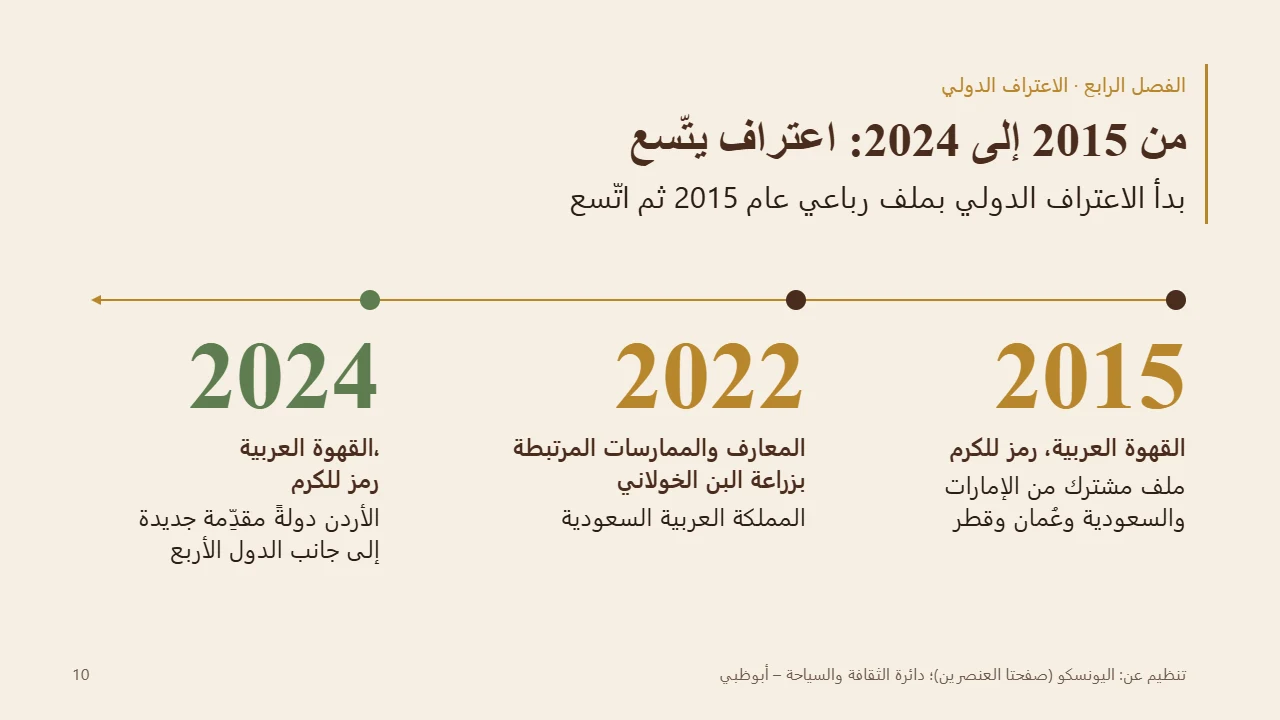 الفصل الرابع · الاعتراف الدولي
من 2015 إلى 2024: اعتراف يتّسع
بدأ الاعتراف الدولي بملف رباعي عام 2015 ثم اتّسع
2015
القهوة العربية، رمز للكرم
ملف مشترك من الإمارات
والسعودية وعُمان وقطر
2022
المعارف والممارسات المرتبطة
بزراعة البن الخولاني
المملكة العربية السعودية
2024
،القهوة العربية
رمز للكرم
الأردن دولةً مقدِّمة جديدة
إلى جانب الدول الأربع
تنظيم عن: اليونسكو (صفحتا العنصرين)؛ دائرة الثقافة والسياحة – أبوظبي
10